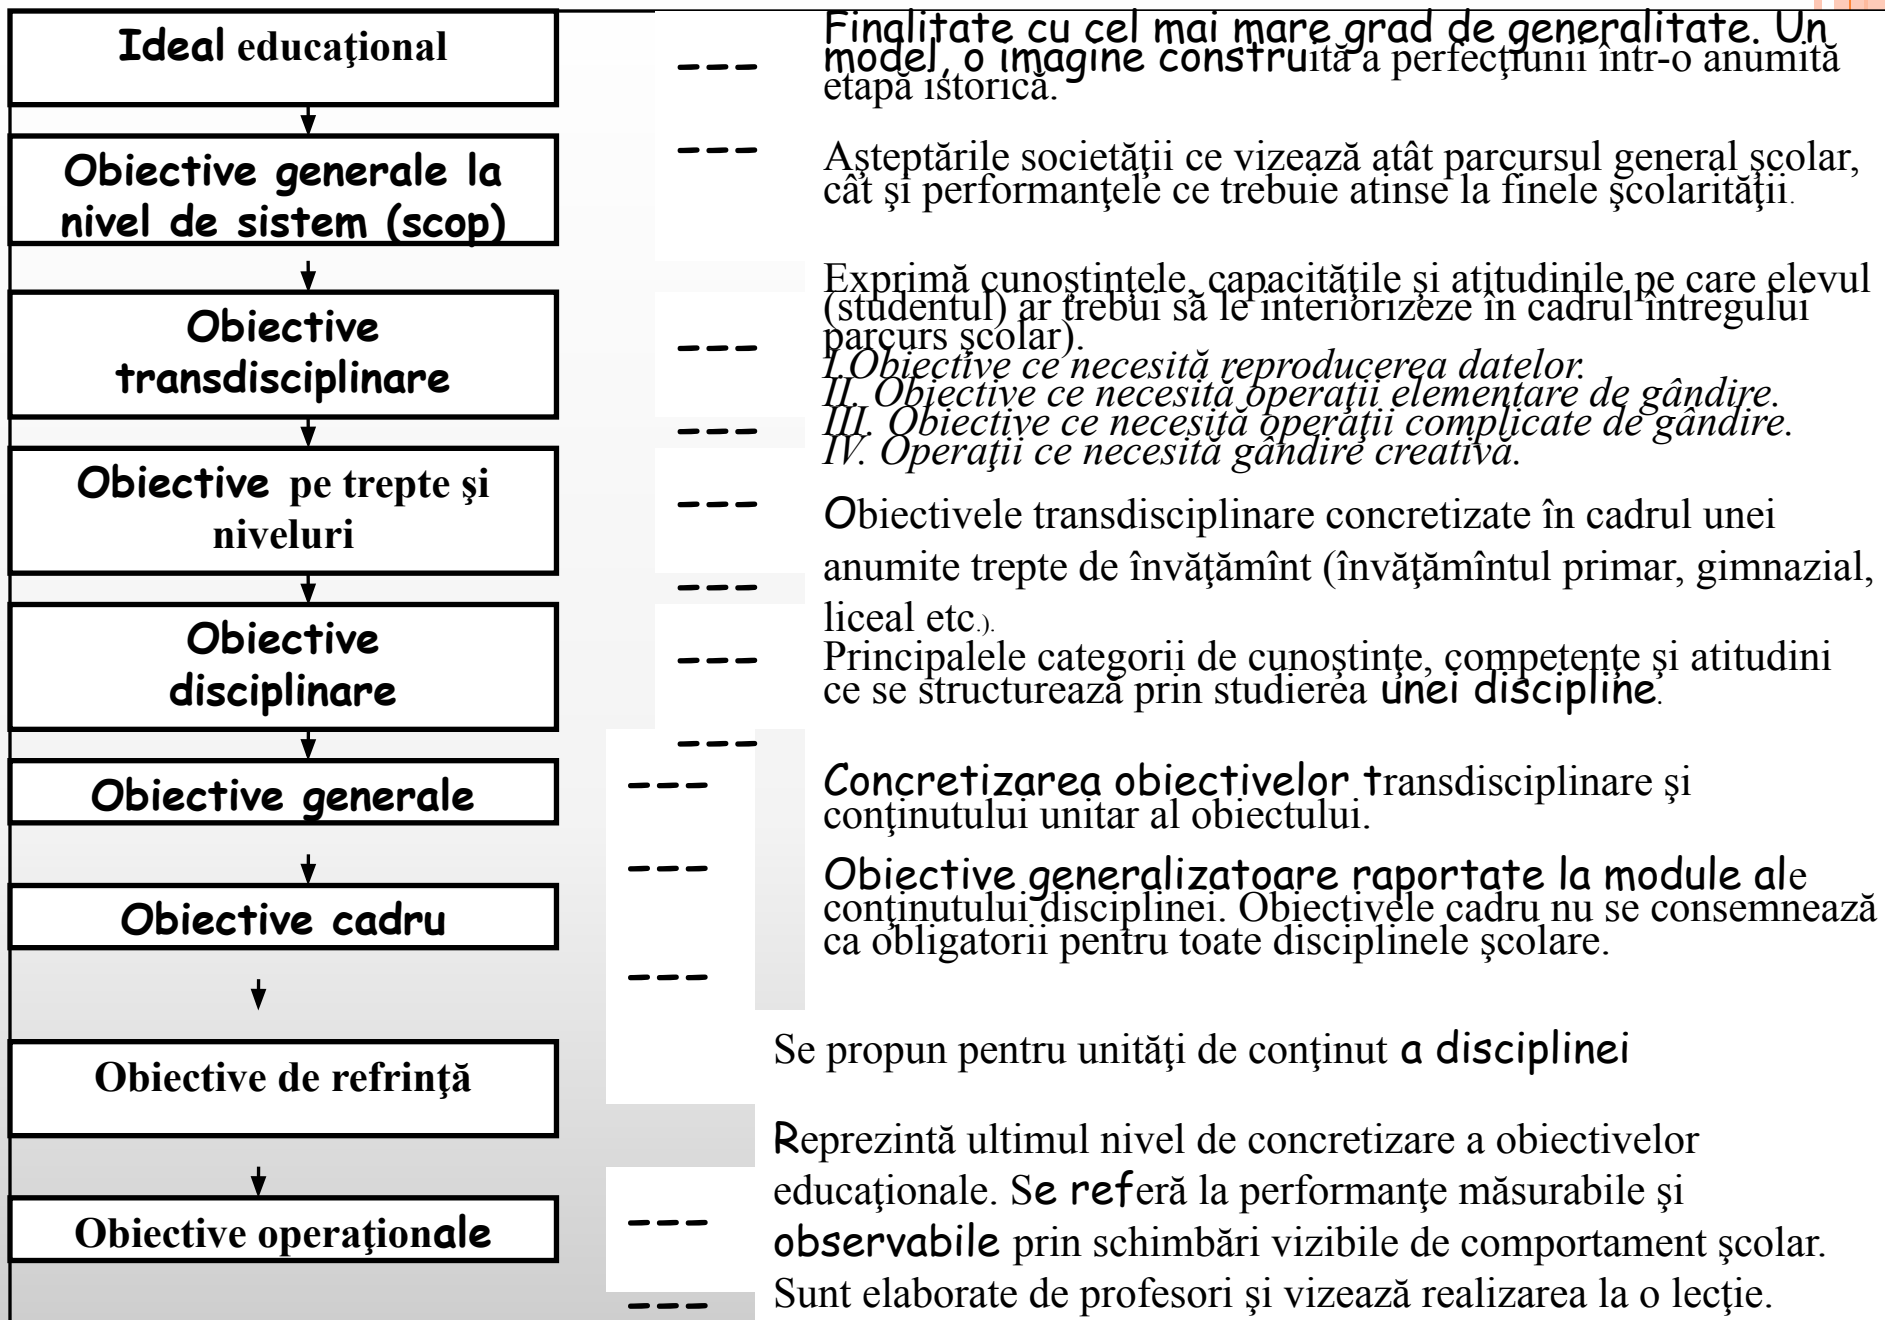 Ideal educaţional
---
Finalitate cu cel mai mare grad de generalitate. Un
model, o imagine construită a perfecţiunii într-o anumită
etapă istorică.
Obiective generale la
nivel de sistem (scop)
---
Aşteptările societăţii ce vizează atât parcursul general şcolar,
cât şi performanţele ce trebuie atinse la finele şcolarităţii.
Obiective
transdisciplinare
---
Exprimă cunoştinţele, capacităţile şi atitudinile pe care elevul
(studentul) ar trebui să le interiorizeze în cadrul întregului
parcurs şcolar).
I.Obiective ce necesită reproducerea datelor.
II. Obiective ce necesită operaţii elementare de gândire.
III. Obiective ce necesită operaţii complicate de gândire.
IV. Operaţii ce necesită gândire creativă.
---
Obiective pe trepte şi
niveluri
---
Obiectivele transdisciplinare concretizate în cadrul unei
anumite trepte de învăţămînt (învăţămîntul primar, gimnazial,
liceal etc.).
---
Obiective
disciplinare
---
Principalele categorii de cunoştinţe, competenţe şi atitudini
ce se structurează prin studierea unei discipline.
---
Obiective generale
---
Concretizarea obiectivelor transdisciplinare şi
conţinutului unitar al obiectului.
---
Obiective cadru
Obiective generalizatoare raportate la module ale
conţinutului disciplinei. Obiectivele cadru nu se consemnează
ca obligatorii pentru toate disciplinele şcolare.
---
Obiective de refrinţă
Se propun pentru unităţi de conţinut a disciplinei
Obiective operaţionale
---
Reprezintă ultimul nivel de concretizare a obiectivelor
educaţionale. Se referă la performanţe măsurabile şi
observabile prin schimbări vizibile de comportament şcolar.
Sunt elaborate de profesori şi vizează realizarea la o lecţie.
---